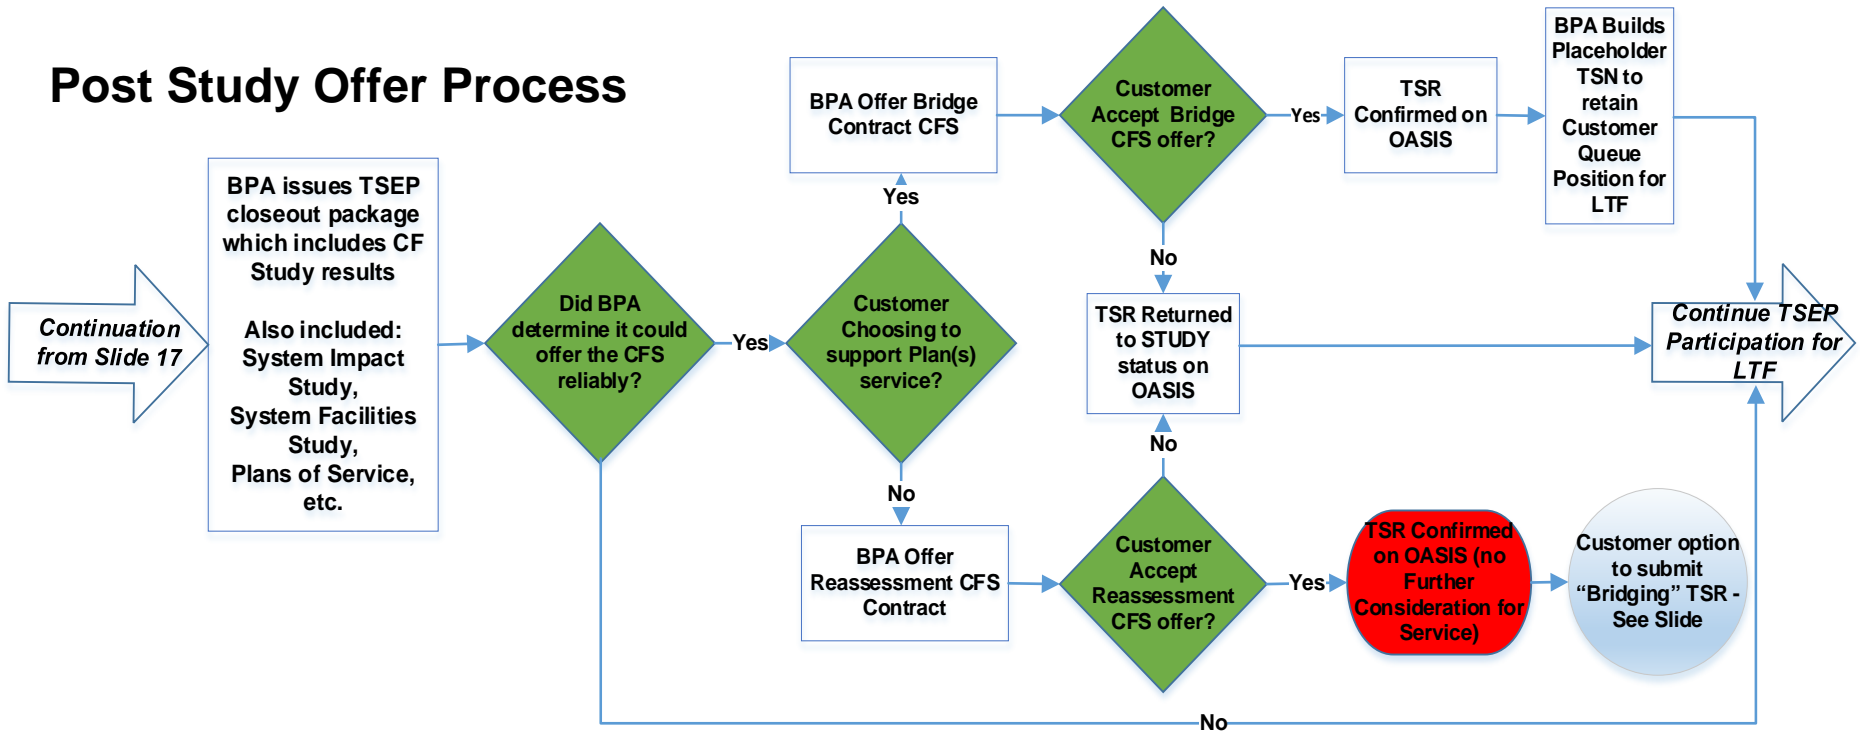 Post Study Offer Process
Continuation
from Slide 17
BPA issues TSEP
closeout package
which includes CF
Study results
Also included:
System Impact
Study,
System Facilities
Study,
Plans of Service,
etc.
Did BPA
determine it could
offer the CFS
reliably?
Yes
Customer
Choosing to
support Plan(s)
service?
Yes
BPA Offer Bridge
Contract CFS
Customer
Accept Bridge
CFS offer?
Yes
TSR
Confirmed on
OASIS
BPA Builds
Placeholder
TSN to
retain
Customer
Queue
Position for
LTF
No
TSR Returned
to STUDY
status on
OASIS
Continue TSEP
Participation for
LTF
No
No
BPA Offer
Reassessment CFS
Contract
Customer
Accept
Reassessment
CFS offer?
Yes
TSR Confirmed
on OASIS (no
Further
Consideration for
Service)
Customer option
to submit
“Bridging” TSR -
See Slide
No